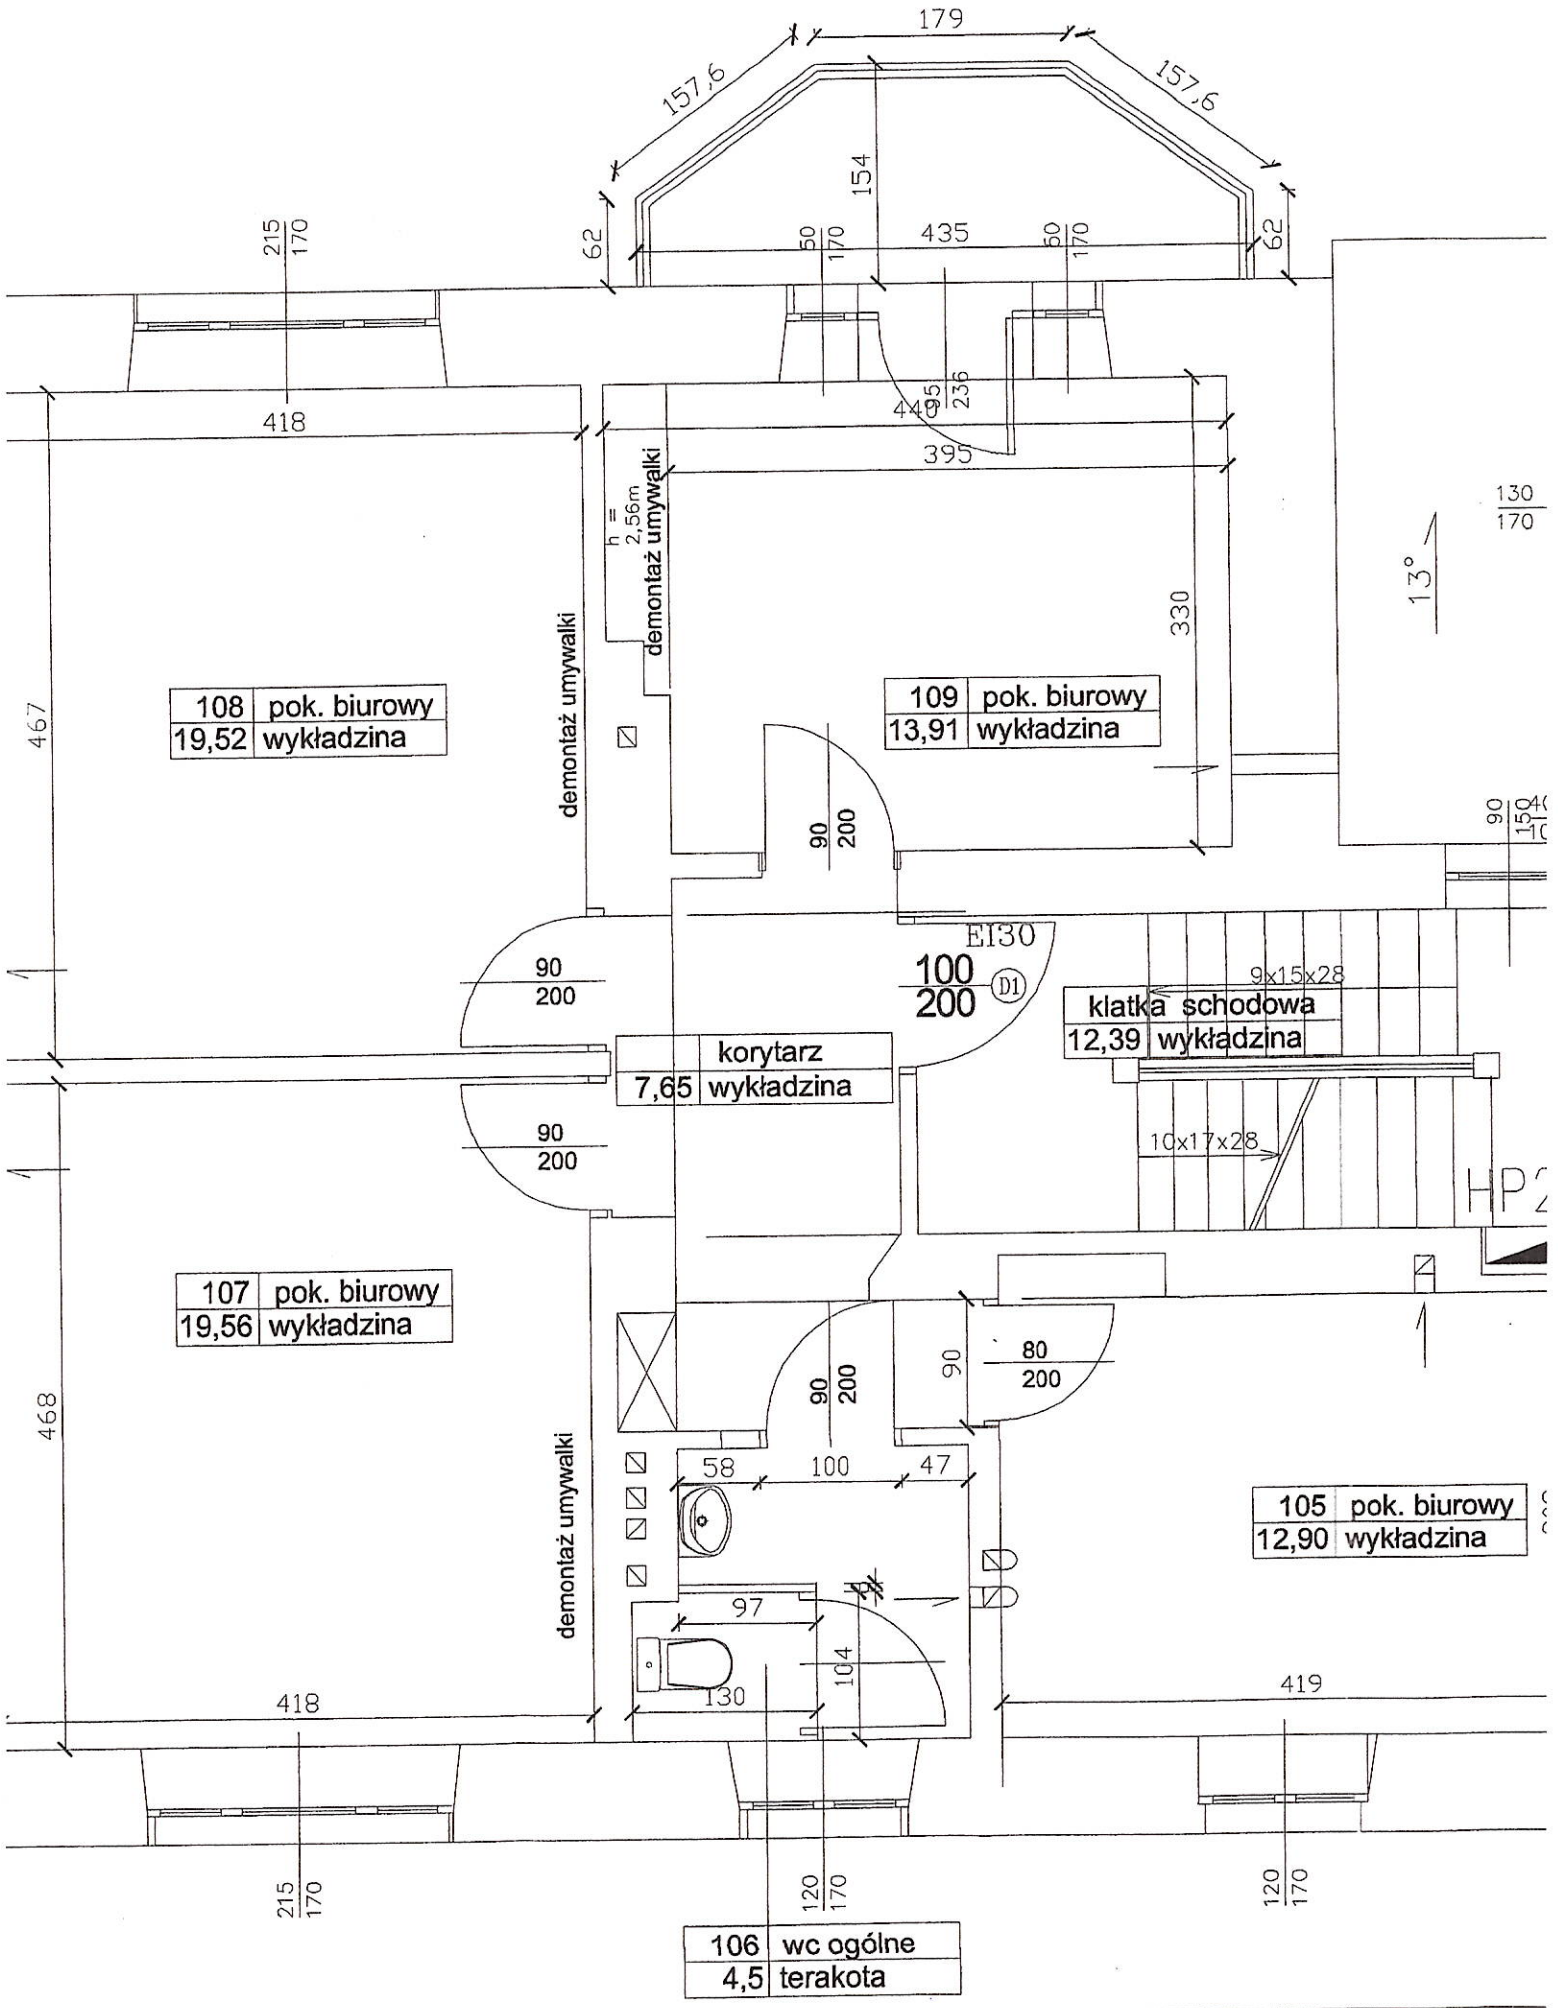 179
157,6
157,6
154
62
435
62
215
170
60
170
60
170
95
236
418
440
395
h =
2,56m
demontaż umywalki
demontaż umywalki
130
170
13°
330
467
108 pok. biurowy
19,52 wykładzina
109 pok. biurowy
13,91 wykładzina
90
200
90
150
EI30
100
200
D1
90
200
9x15x28
klatka schodowa
12,39 wykładzina
korytarz
7,65 wykładzina
90
200
10x17x28
HP2
107 pok. biurowy
19,56 wykładzina
90
200
90
80
200
468
demontaż umywalki
58
100
47
105 pok. biurowy
12,90 wykładzina
97
104
130
418
419
215
170
120
170
120
170
106 wc ogólne
4,5 terakota